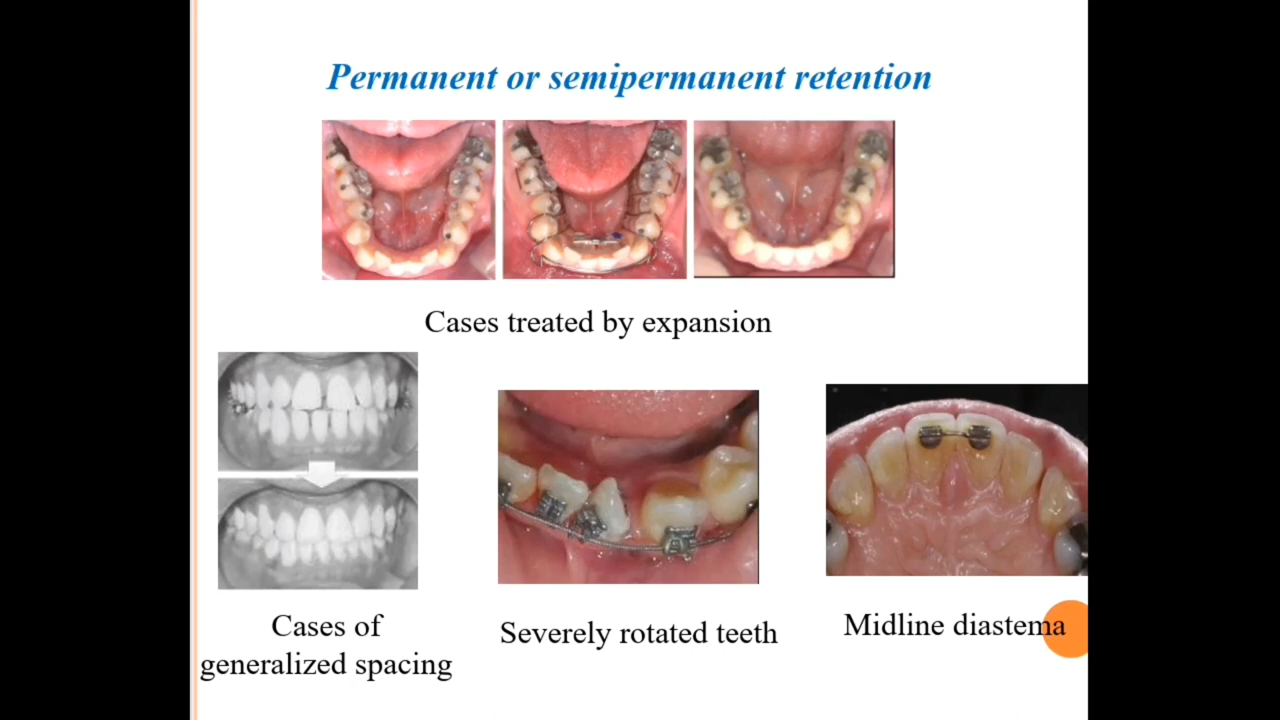 Permanent or semipermanent retention
Cases treated by expansion
Cases of
generalized spacing
Severely rotated teeth
Midline diastema